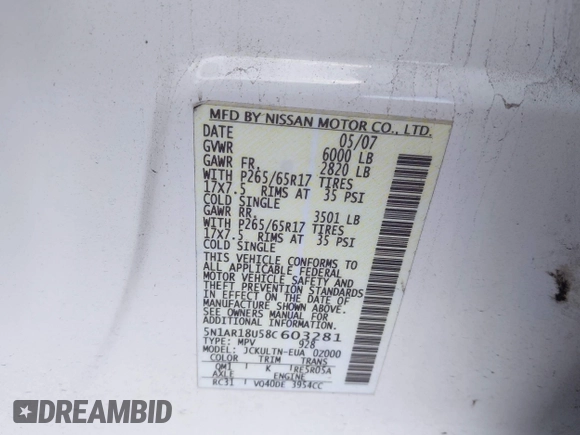 MFD BY NISSAN MOTOR CO., LTD.
DATE 05/07
GVWR 6000 LB
GAWR FR. 2820 LB
WITH P265/65R17 TIRES
17X7.5 RIMS AT 35 PSI
COLD SINGLE
GAWR RR. 3501 LB
WITH P265/65R17 TIRES
17X7.5 RIMS AT 35 PSI
COLD SINGLE
THIS VEHICLE CONFORMS TO
ALL APPLICABLE FEDERAL
MOTOR VEHICLE SAFETY AND
THEFT PREVENTION STANDARDS
IN EFFECT ON THE DATE OF
MANUFACTURE SHOWN ABOVE.
SEE OWNERS MANUAL FOR
ADDITIONAL INFORMATION
5N1AR18U58C603281
TYPE: MPV 928
MODEL: JCKULTN-EUA 02000
COLOR TRIM TRANS
QM1 K TRE5R05A
AXLE ENGINE
RC31 VQ40DE 3954CC
DREAMBID